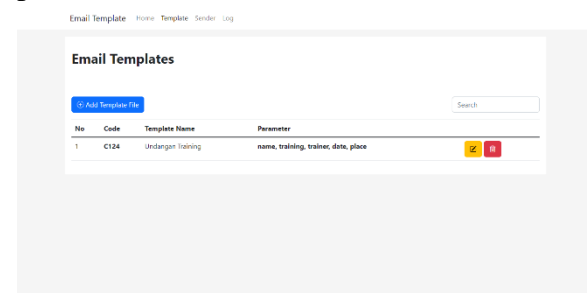 Email Template Home Template Sender Log
Email Templates
Add Template File
Search
No Code Template Name Parameter
1 C124 Undangan Training name, training, trainer, date, place